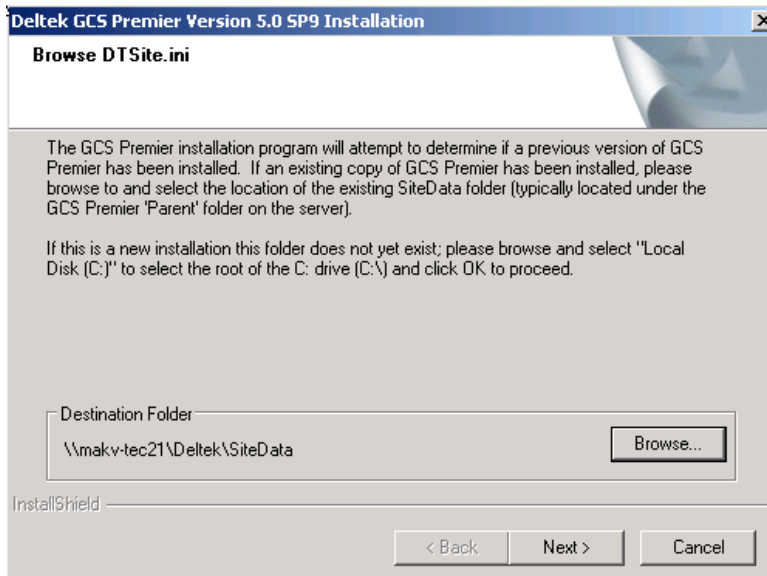 Deltek GCS Premier Version 5.0 SP9 Installation
Browse DTSite.ini
The GCS Premier installation program will attempt to determine if a previous version of GCS
Premier has been installed.  If an existing copy of GCS Premier has been installed, please
browse to and select the location of the existing SiteData folder (typically located under the
GCS Premier 'Parent' folder on the server).
If this is a new installation this folder does not yet exist; please browse and select "Local
Disk (C:)" to select the root of the C: drive (C:\) and click OK to proceed.
Destination Folder
\\makv-tec21\Deltek\SiteData
Browse...
InstallShield
< Back
Next >
Cancel